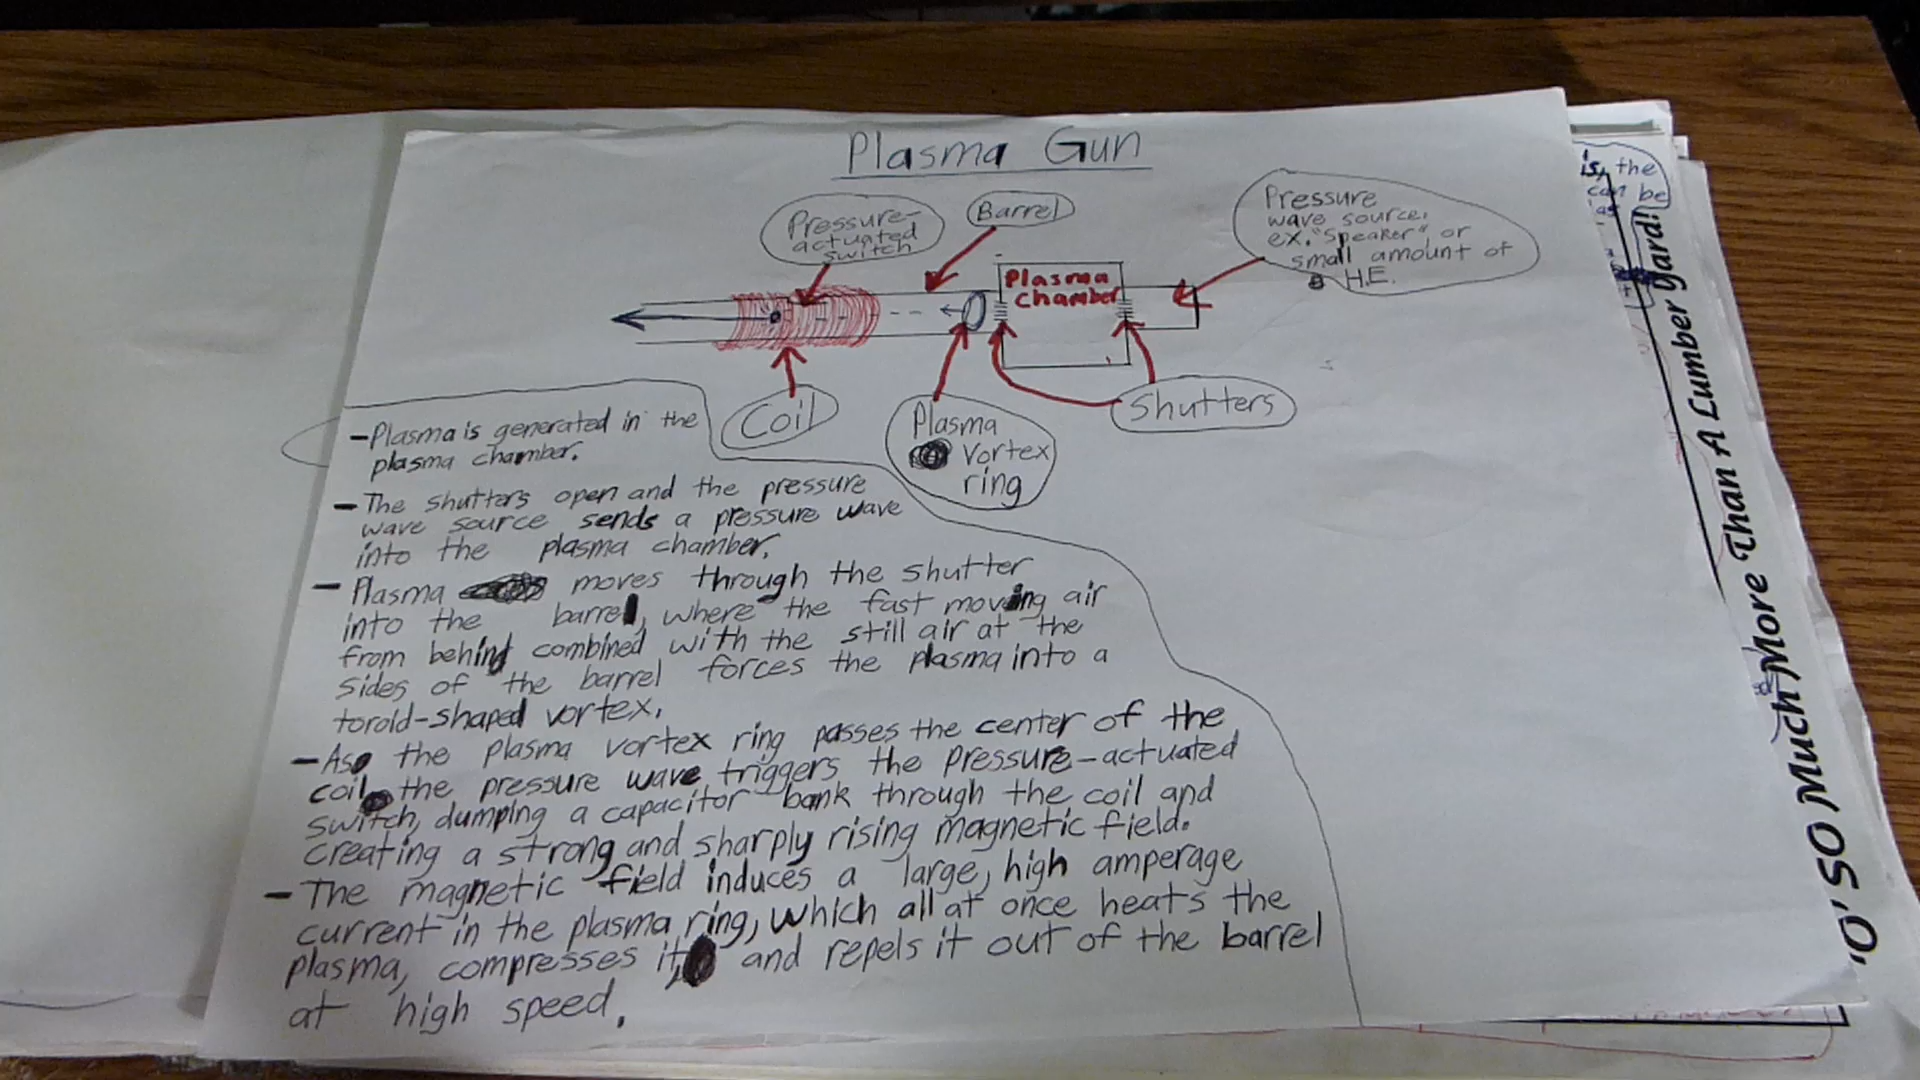 Plasma Gun
Pressure-
actuated
switch
Barrel
Pressure
wave source.
ex. "speaker", or
small amount of
H.E.
Plasma
Chamber
Coil
Plasma
vortex
ring
Shutters
-Plasma is generated in the
plasma chamber.
- The shutters open and the pressure
wave source sends a pressure wave
into the plasma chamber.
- Plasma moves through the shutter
into the barrel, where the fast moving air
from behind combined with the still air at the
sides of the barrel forces the plasma into a
toroid-shaped vortex.
- As the plasma vortex ring passes the center of the
coil the pressure wave triggers the pressure-actuated
switch, dumping a capacitor bank through the coil and
creating a strong and sharply rising magnetic field.
- The magnetic field induces a large, high amperage
current in the plasma ring, which all at once heats the
plasma, compresses it, and repels it out of the barrel
at high speed.
is, the
can be
as
So Much More Than A Lumber Yard!